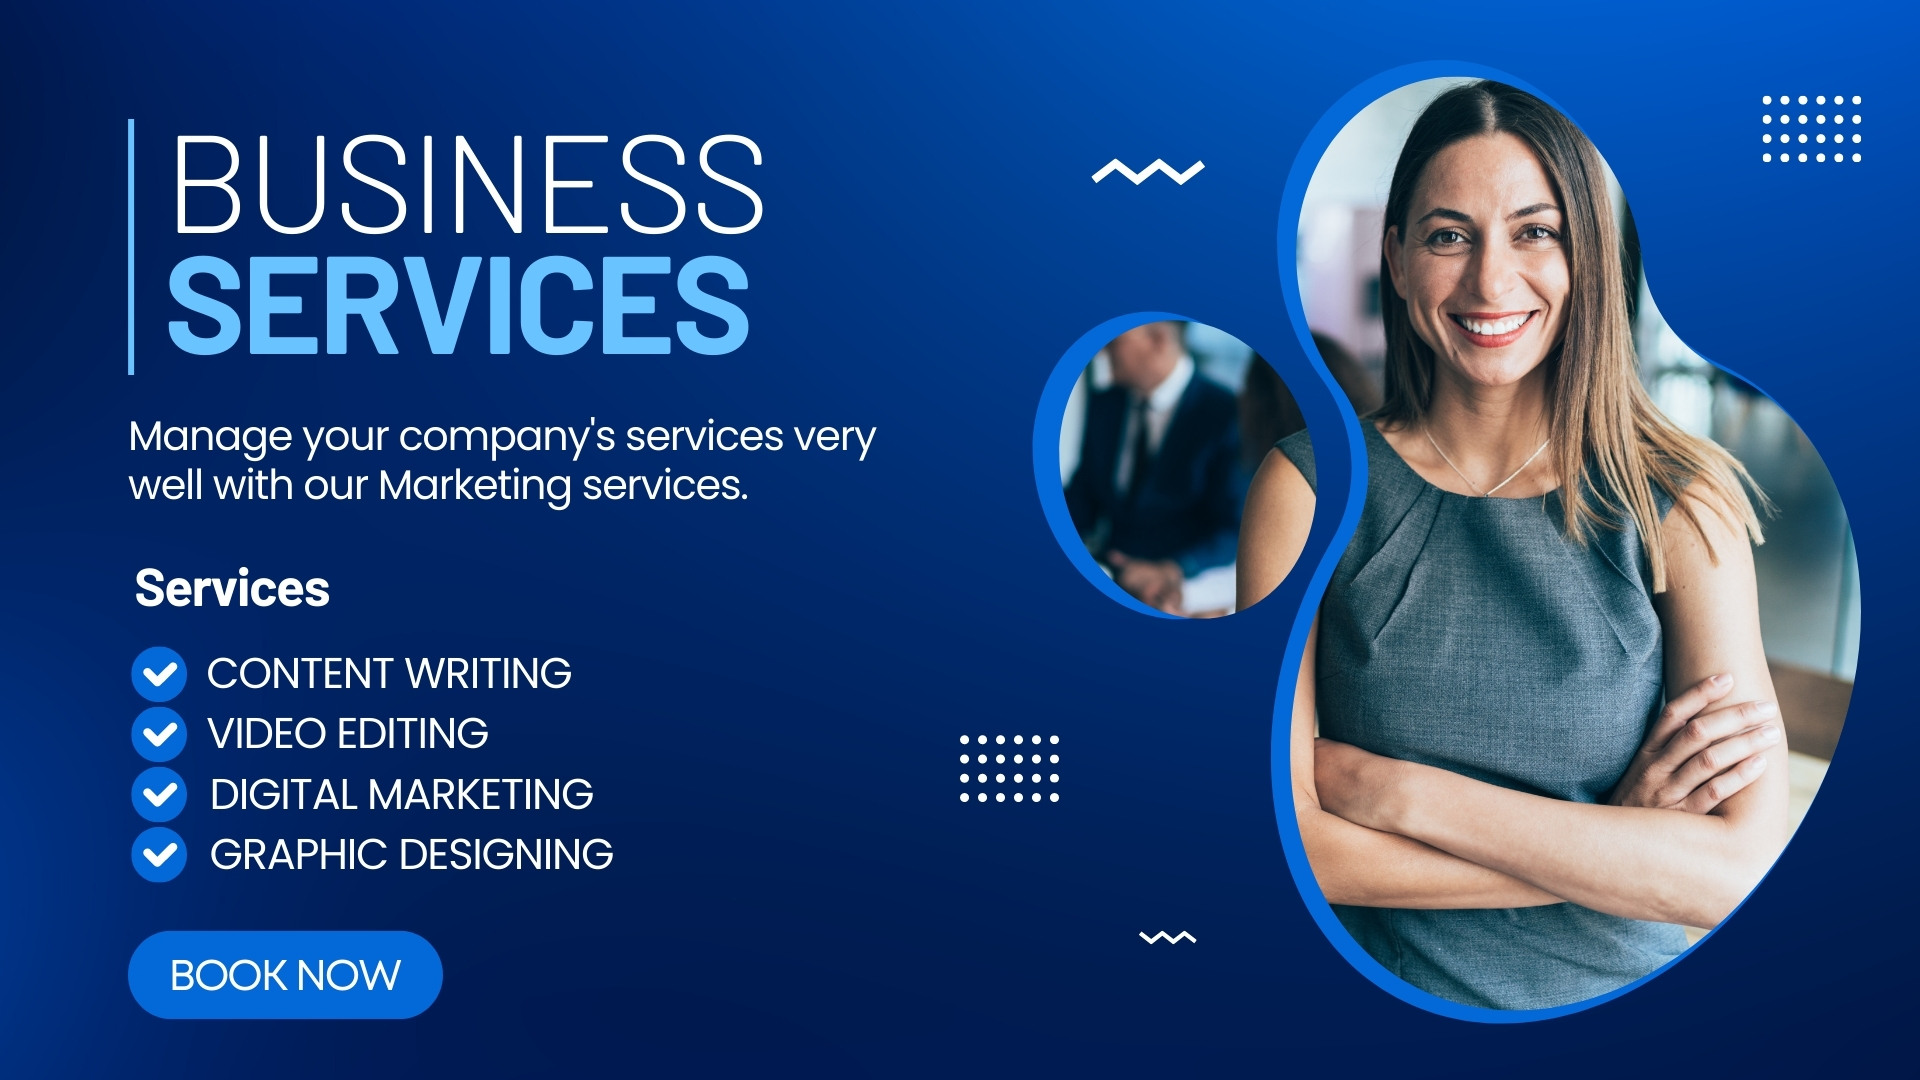 BUSINESS
SERVICES
Manage your company's services very
well with our Marketing services.
Services
CONTENT WRITING
VIDEO EDITING
DIGITAL MARKETING
GRAPHIC DESIGNING
BOOK NOW